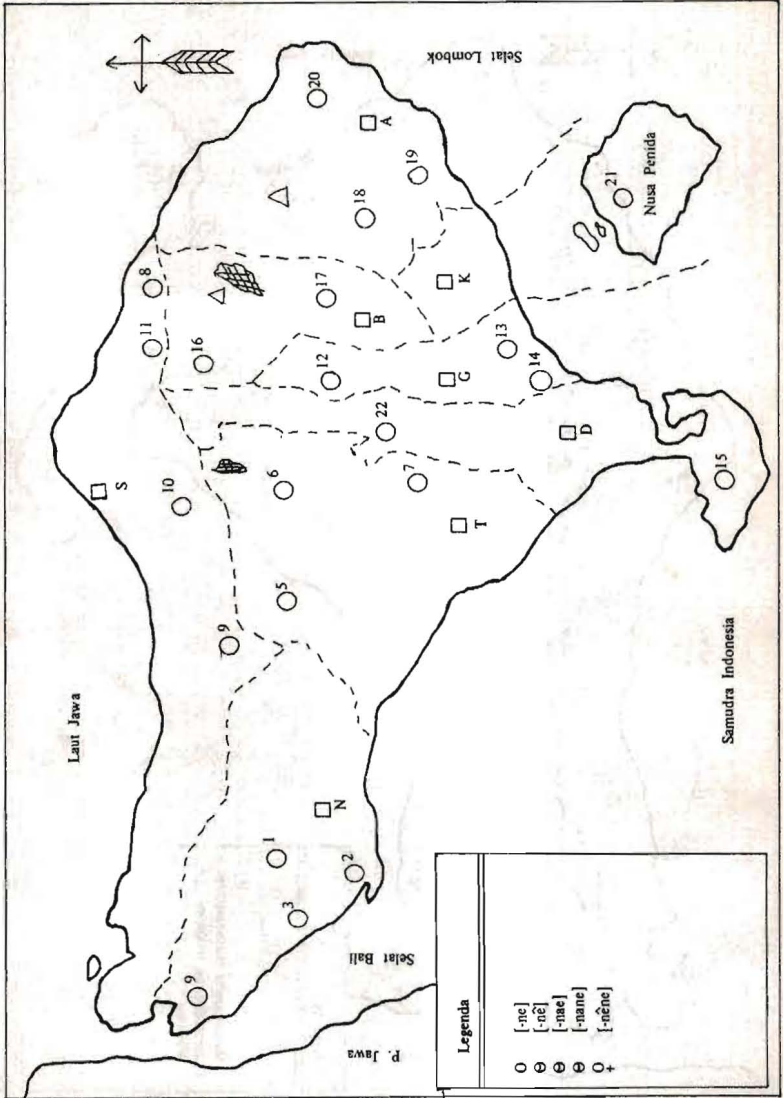 Laut Jawa
S
11
8
10
16
9
9
20
6
5
17
12
A
1
N
B
18
22
3
7
19
2
K
G
T
13
14
D
21
Nusa Penida
15
P. Jawa
Selat Bali
Selat Lombok
Samudra Indonesia
Legenda
[-ne]
[-nê]
[-nae]
[-nane]
[-nêne]